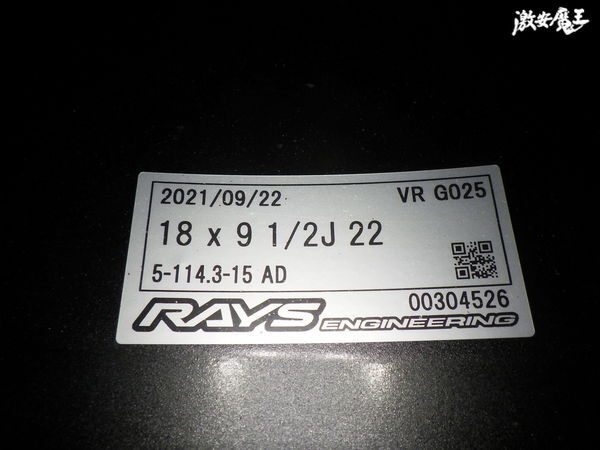 激安魔王
2021/09/22 VR G025
18 x 9 1/2J 22
5-114.3-15 AD
00304526
RAYS ENGINEERING